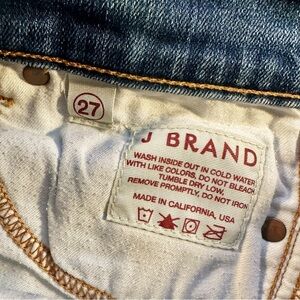 27
J BRAND
WASH INSIDE OUT IN COLD WATER
WITH LIKE COLORS, DO NOT BLEACH
TUMBLE DRY LOW,
REMOVE PROMPTLY, DO NOT IRON
MADE IN CALIFORNIA, USA